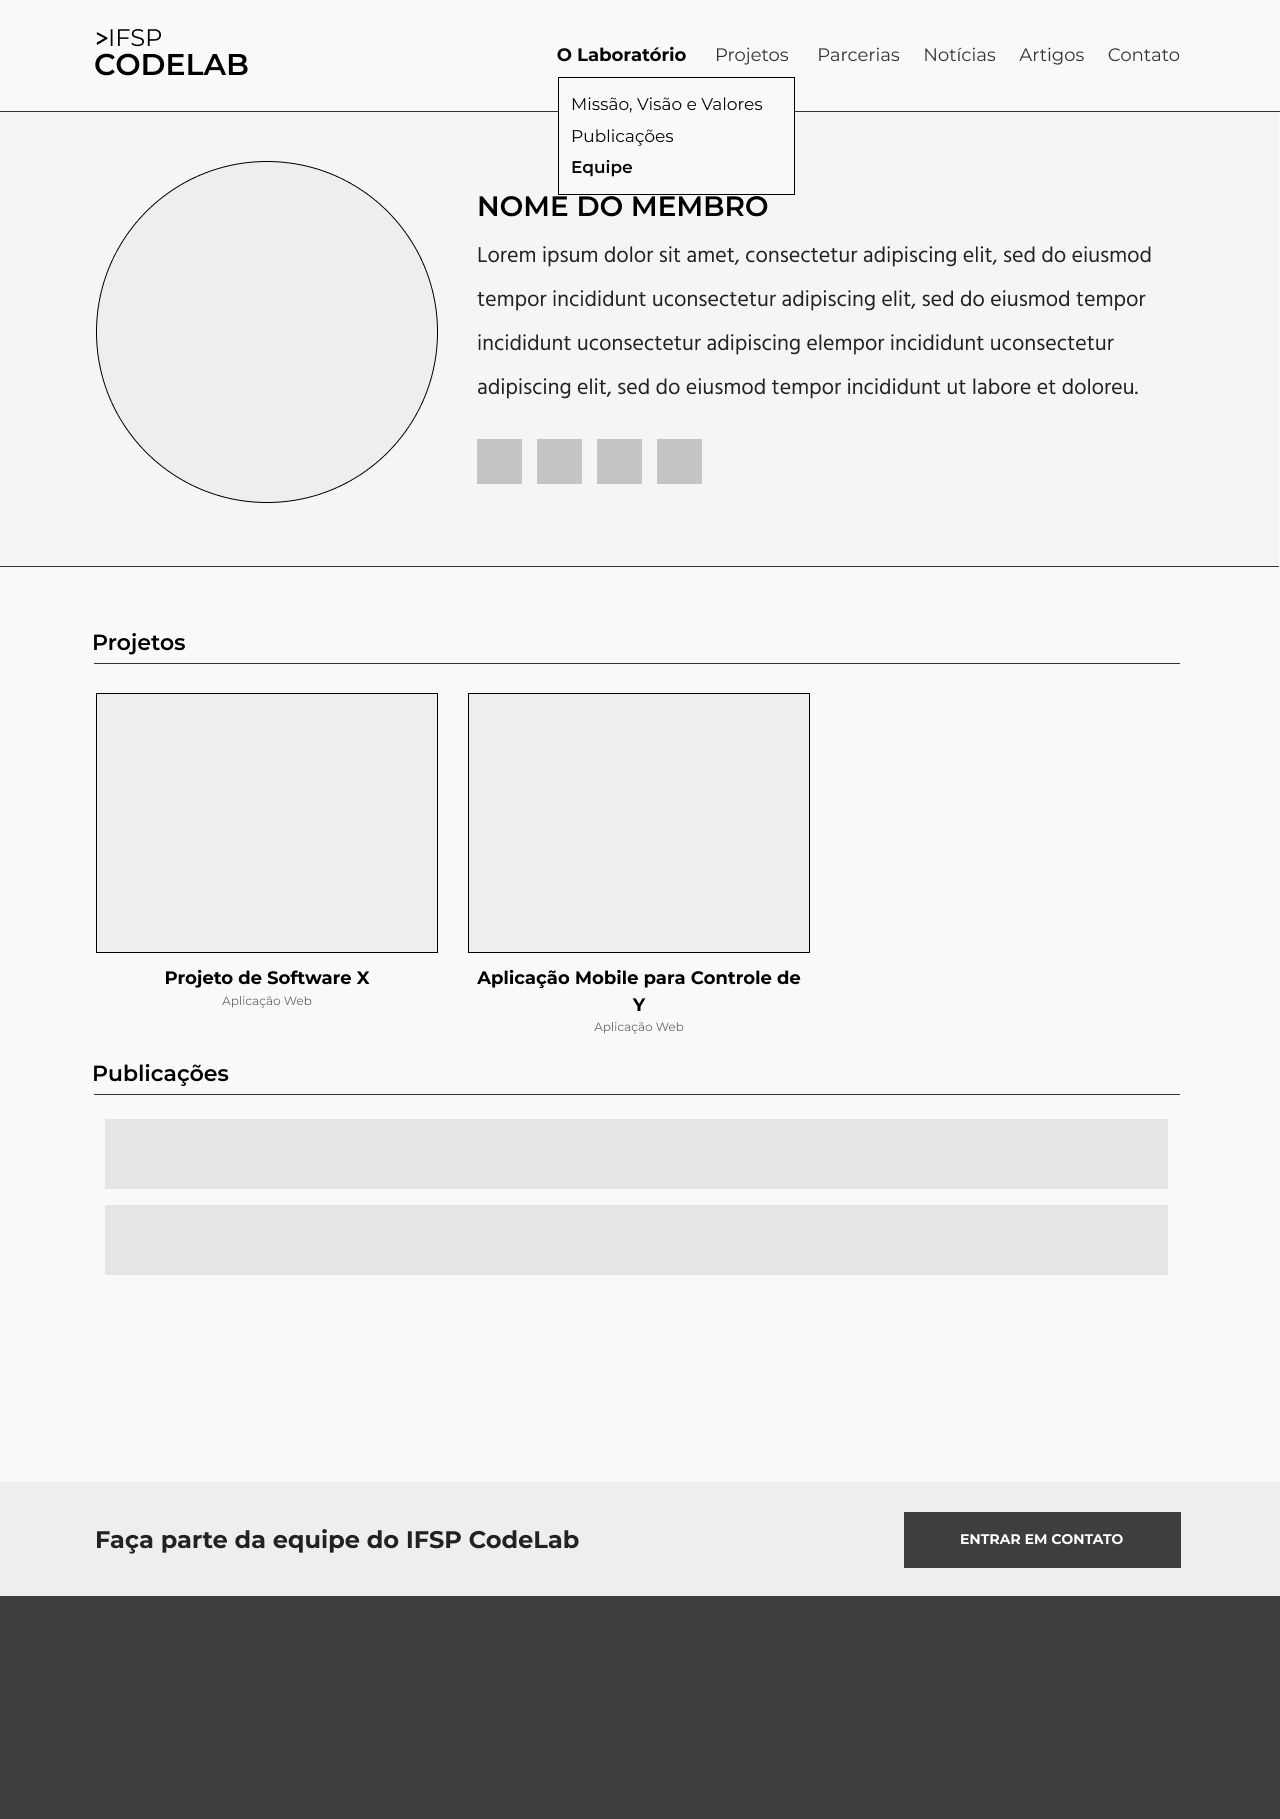 >IFSP
CODELAB
O Laboratório Projetos Parcerias Notícias Artigos Contato
Missão, Visão e Valores
Publicações
Equipe
NOME DO MEMBRO
Lorem ipsum dolor sit amet, consectetur adipiscing elit, sed do eiusmod
tempor incididunt uconsectetur adipiscing elit, sed do eiusmod tempor
incididunt uconsectetur adipiscing elempor incididunt uconsectetur
adipiscing elit, sed do eiusmod tempor incididunt ut labore et doloreu.
Projetos
Projeto de Software X
Aplicação Web
Aplicação Mobile para Controle de
Y
Aplicação Web
Publicações
Faça parte da equipe do IFSP CodeLab
ENTRAR EM CONTATO